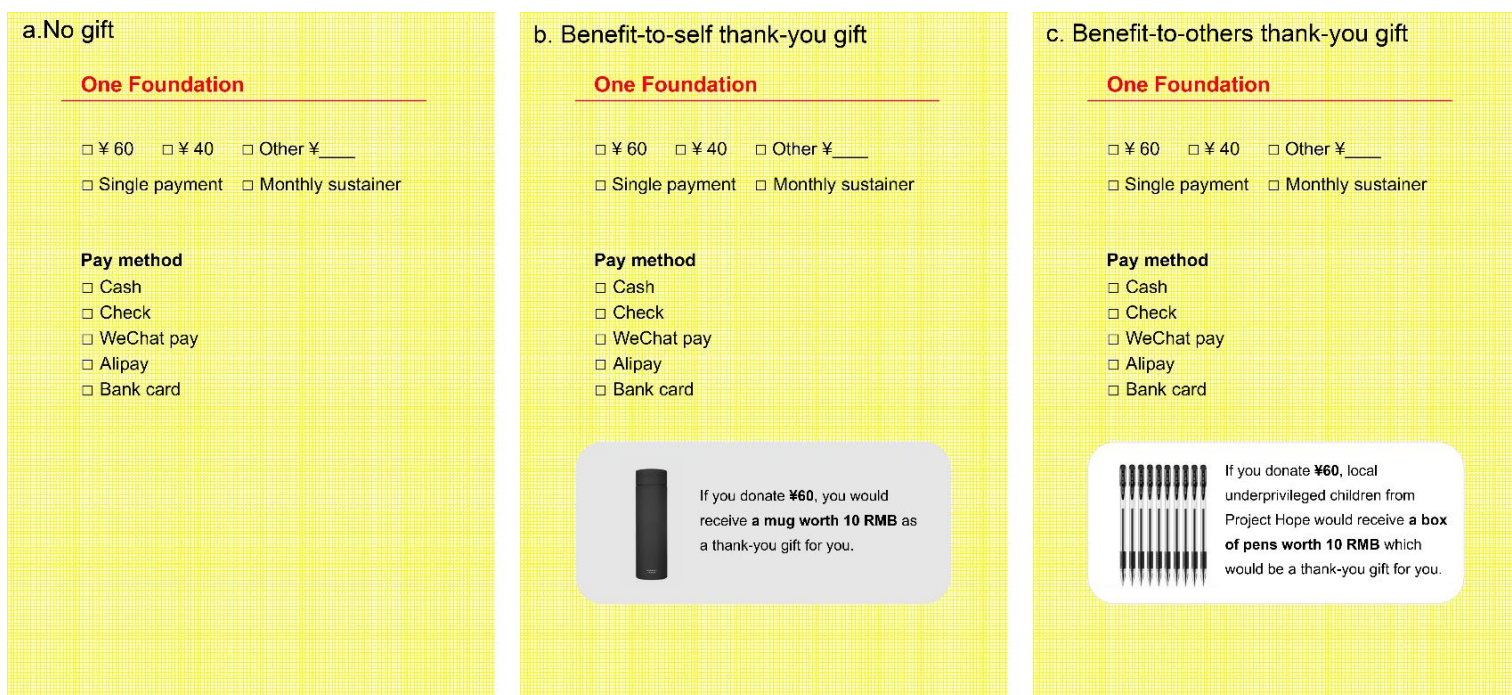 a.No gift
One Foundation
□ ¥ 60 □ ¥ 40 □ Other ¥____
□ Single payment □ Monthly sustainer
Pay method
□ Cash
□ Check
□ WeChat pay
□ Alipay
□ Bank card
b. Benefit-to-self thank-you gift
One Foundation
□ ¥ 60 □ ¥ 40 □ Other ¥____
□ Single payment □ Monthly sustainer
Pay method
□ Cash
□ Check
□ WeChat pay
□ Alipay
□ Bank card
If you donate ¥60, you would
receive a mug worth 10 RMB as
a thank-you gift for you.
c. Benefit-to-others thank-you gift
One Foundation
□ ¥ 60 □ ¥ 40 □ Other ¥____
□ Single payment □ Monthly sustainer
Pay method
□ Cash
□ Check
□ WeChat pay
□ Alipay
□ Bank card
If you donate ¥60, local
underprivileged children from
Project Hope would receive a box
of pens worth 10 RMB which
would be a thank-you gift for you.